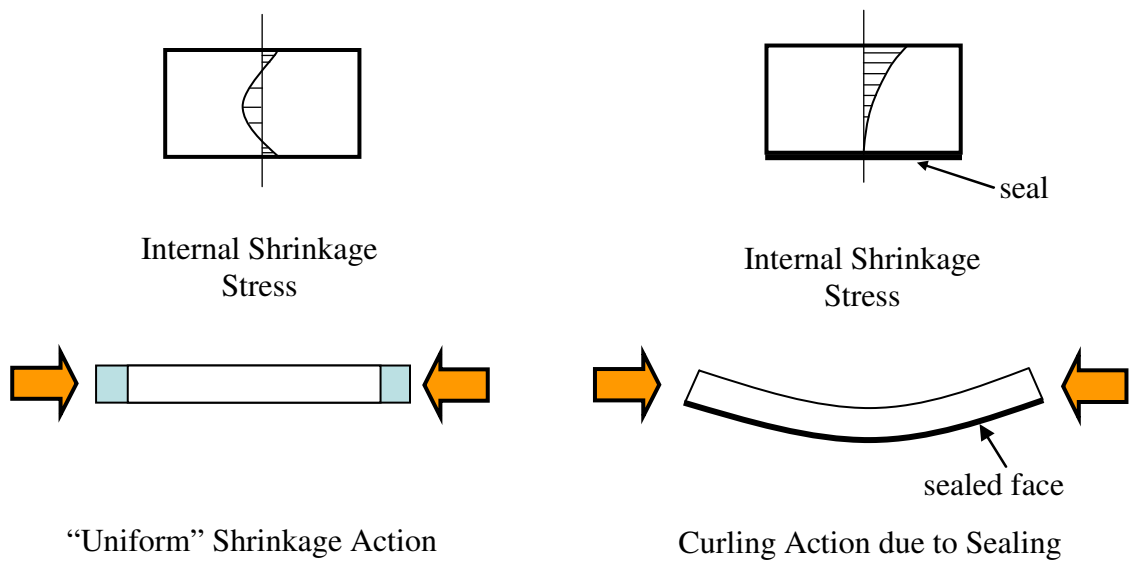 seal
Internal Shrinkage
Stress
Internal Shrinkage
Stress
sealed face
“Uniform” Shrinkage Action
Curling Action due to Sealing